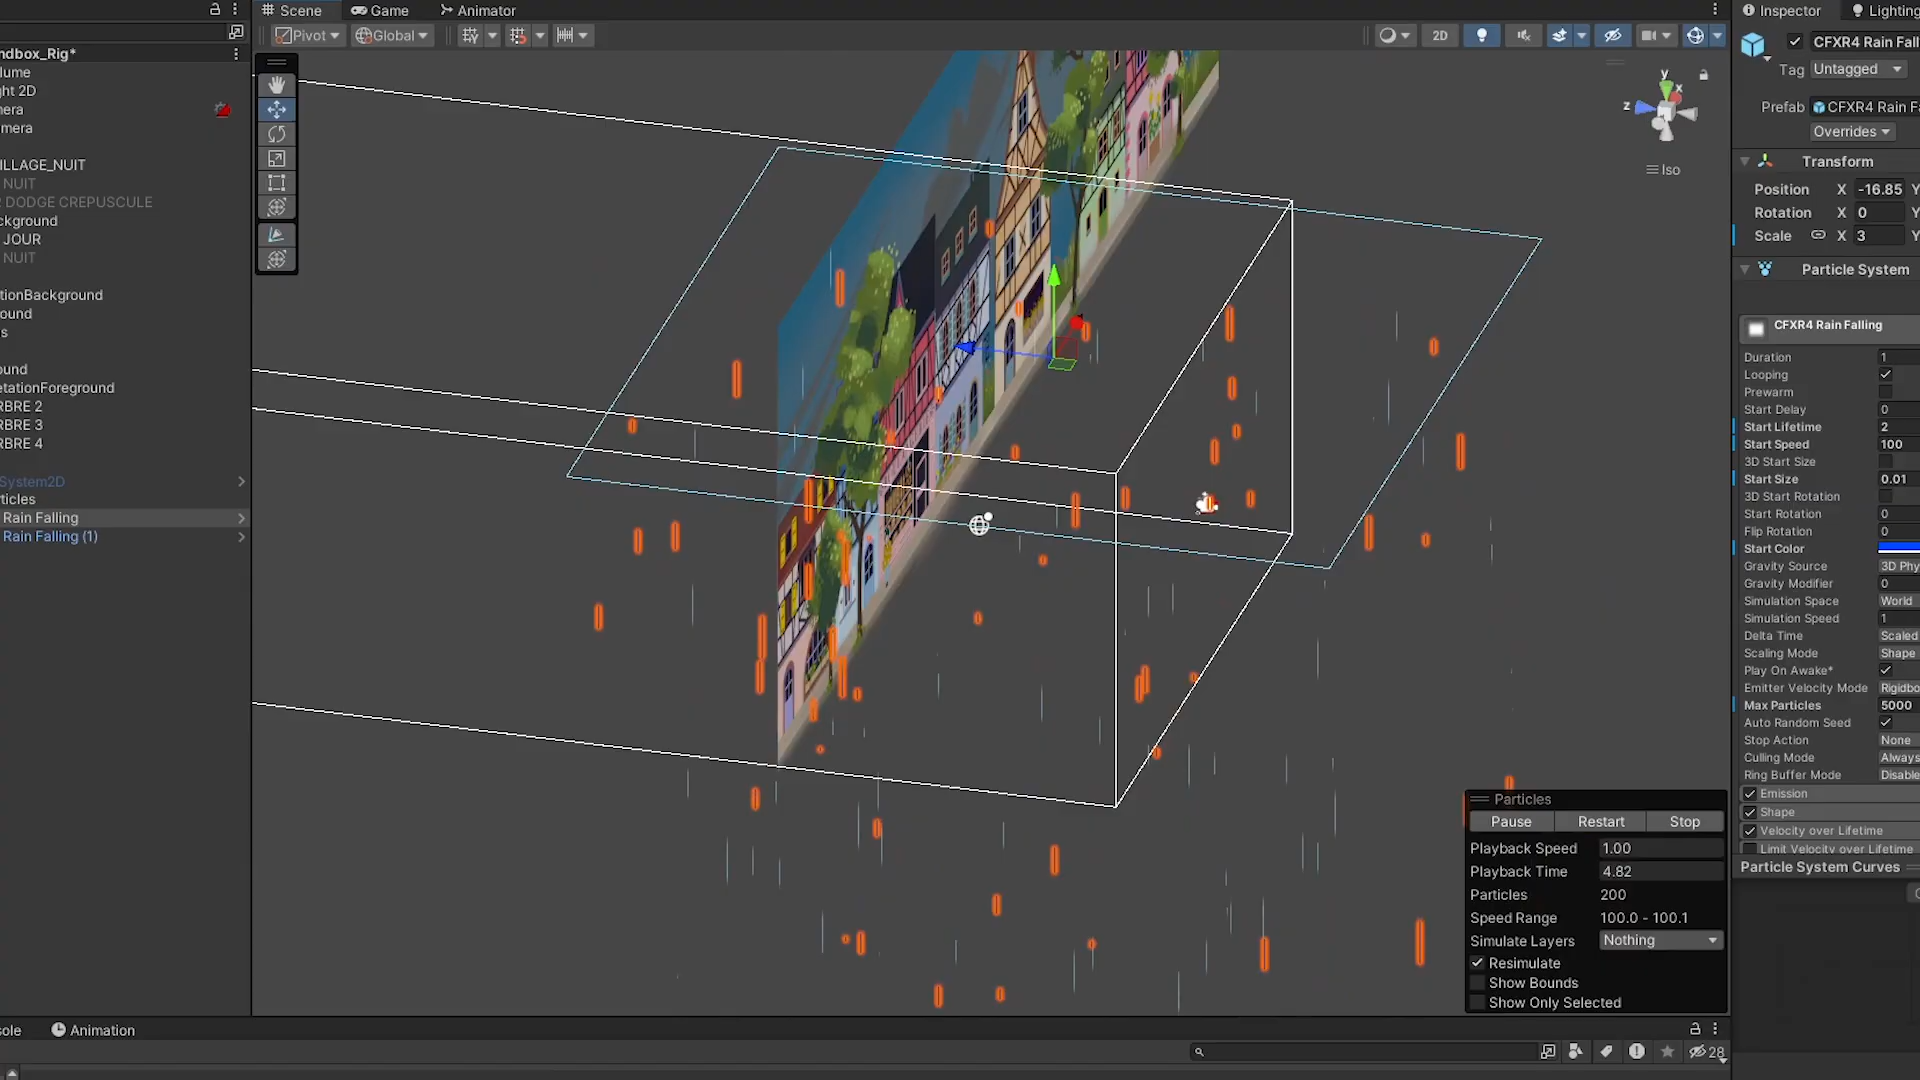 Scene Game Animator
Inspector Lighting
Pivot Global 2D
ndbox_Rig*
lume
ght 2D
nera
mera
ILLAGE_NUIT
NUIT
R DODGE CREPUSCULE
ckground
JOUR
NUIT
tionBackground
ound
s
ound
etationForeground
RBRE 2
RBRE 3
RBRE 4
System2D
ticles
Rain Falling
Rain Falling (1)
y
x
z
Iso
CFXR4 Rain Fall
Tag Untagged
Prefab CFXR4 Rain Fa
Overrides
Transform
Position X -16.85 Y
Rotation X 0 Y
Scale X 3 Y
Particle System
CFXR4 Rain Falling
Duration 1
Looping
Prewarm
Start Delay 0
Start Lifetime 2
Start Speed 100
3D Start Size
Start Size 0.01
3D Start Rotation
Start Rotation 0
Flip Rotation 0
Start Color
Gravity Source 3D Phy
Gravity Modifier 0
Simulation Space World
Simulation Speed 1
Delta Time Scaled
Scaling Mode Shape
Play On Awake*
Emitter Velocity Mode Rigidbo
Max Particles 5000
Auto Random Seed
Stop Action None
Culling Mode Always
Ring Buffer Mode Disable
Emission
Shape
Velocity over Lifetime
Limit Velocity over Lifetime
Particle System Curves
Particles
Pause Restart Stop
Playback Speed 1.00
Playback Time 4.82
Particles 200
Speed Range 100.0 - 100.1
Simulate Layers Nothing
Resimulate
Show Bounds
Show Only Selected
sole Animation
28